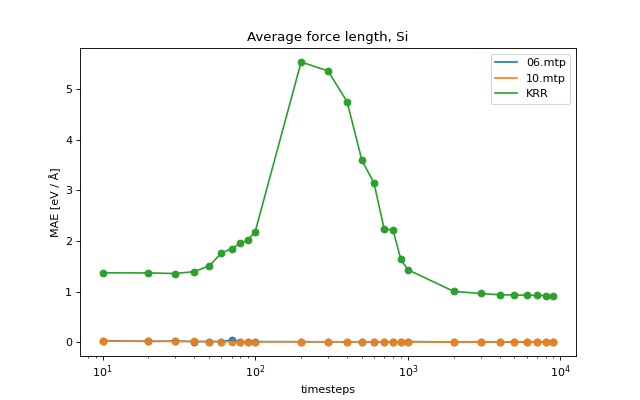 Average force length, Si
06.mtp
10.mtp
KRR
MAE [eV / Å]
5
4
3
2
1
0
10¹
10²
10³
10⁴
timesteps